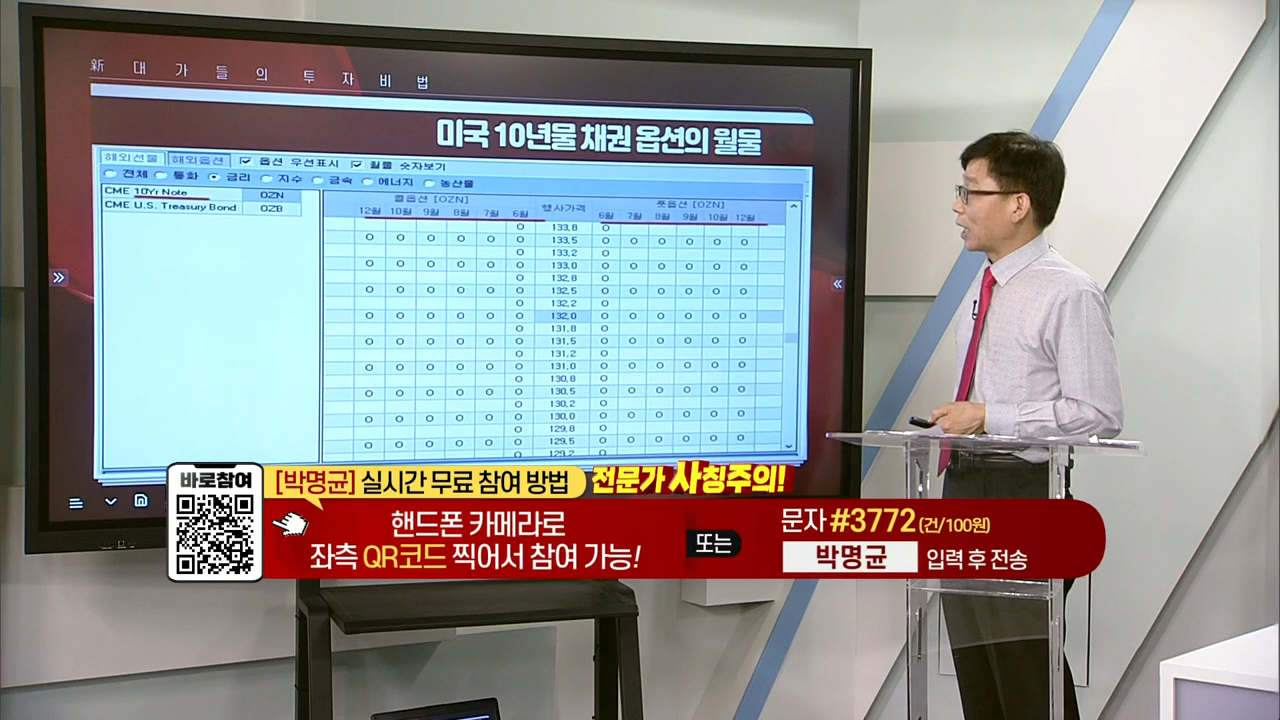 新대가들의 투자비법
미국 10년물 채권 옵션의 월물
해외선물 해외옵션 옵션 우선표시 월물 숫자보기
전체 통화 금리 지수 금속 에너지 농산물
CME 10Yr Note OZN
CME U.S. Treasury Bond OZB
콜옵션 [OZN] 행사가격 풋옵션 [OZN]
12월 10월 9월 8월 7월 6월 6월 7월 8월 9월 10월 12월
O 133.8 O
O O O O O O 133.5 O O O O O O
O 133.2 O
O O O O O O 133.0 O O O O O O
O 132.8 O
O O O O O O 132.5 O O O O O O
O 132.2 O
O O O O O O 132.0 O O O O O O
O 131.8 O
O O O O O O 131.5 O O O O O O
O 131.2 O
O O O O O O 131.0 O O O O O O
O 130.8 O
O O O O O O 130.5 O O O O O O
O 130.2 O
O O O O O O 130.0 O O O O O O
O 129.8 O
O O O O O O 129.5 O O O O O O
O 129.2 O
바로참여
[박명균] 실시간 무료 참여 방법 전문가 사칭주의!
핸드폰 카메라로
좌측 QR코드 찍어서 참여 가능!
또는
문자 #3772 (건/100원)
박명균 입력 후 전송